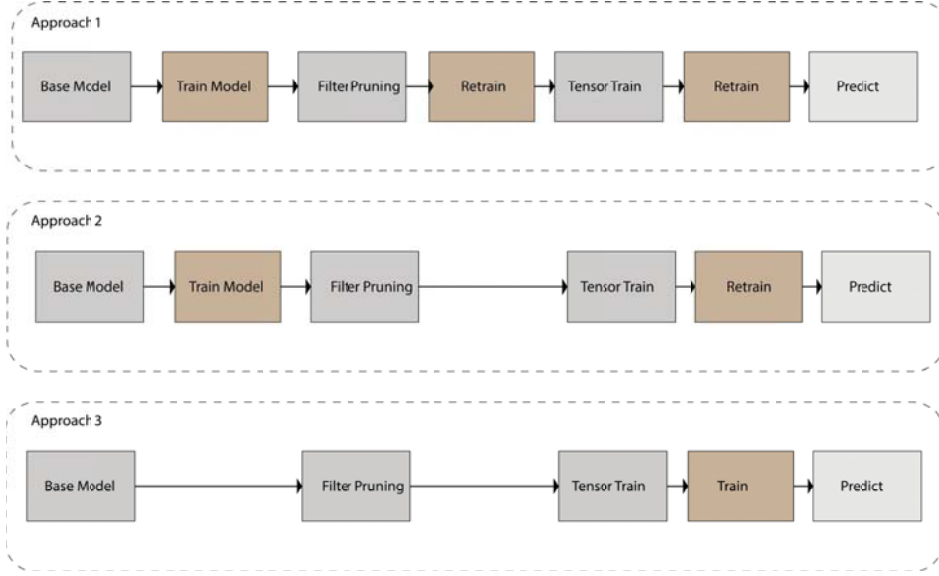 Approach 1
Base Model
Train Model
Filter Pruning
Retrain
Tensor Train
Retrain
Predict
Approach 2
Base Model
Train Model
Filter Pruning
Tensor Train
Retrain
Predict
Approach 3
Base Model
Filter Pruning
Tensor Train
Train
Predict